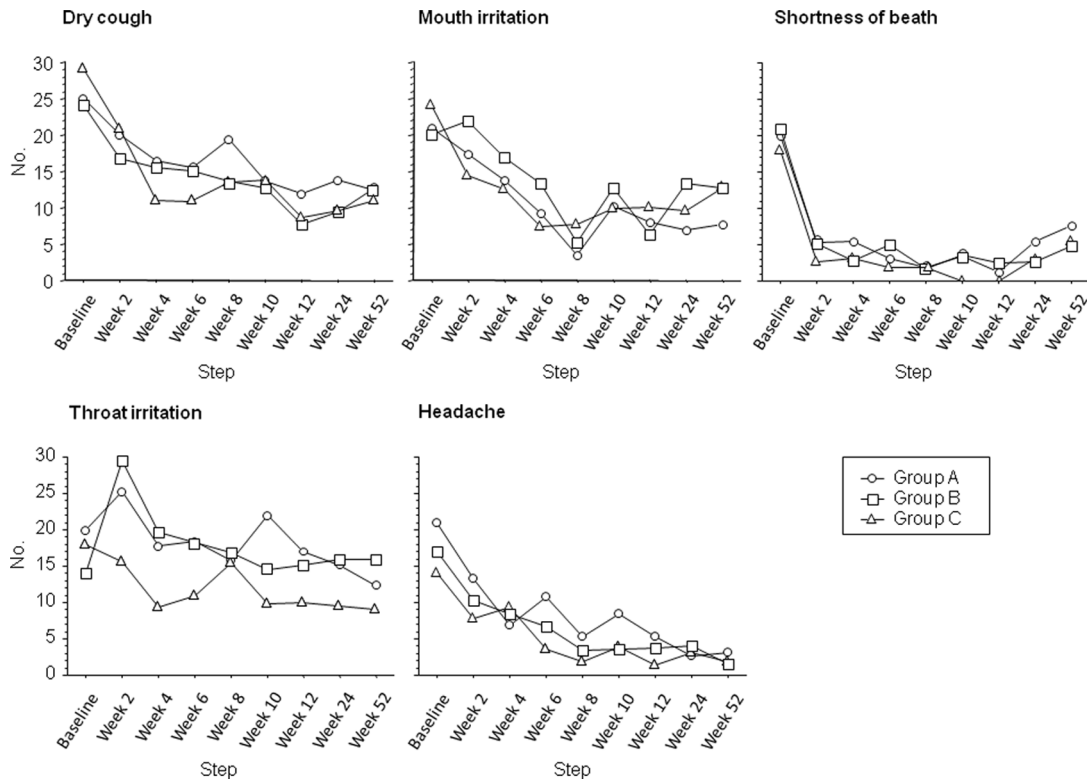 Dry cough
Mouth irritation
Shortness of beath
No.
30
25
20
15
10
5
0
Baseline
Week 2
Week 4
Week 6
Week 8
Week 10
Week 12
Week 24
Week 52
Step
Baseline
Week 2
Week 4
Week 6
Week 8
Week 10
Week 12
Week 24
Week 52
Step
Baseline
Week 2
Week 4
Week 6
Week 8
Week 10
Week 12
Week 24
Week 52
Step
Throat irritation
Headache
No.
30
25
20
15
10
5
0
Baseline
Week 2
Week 4
Week 6
Week 8
Week 10
Week 12
Week 24
Week 52
Step
Baseline
Week 2
Week 4
Week 6
Week 8
Week 10
Week 12
Week 24
Week 52
Step
Group A
Group B
Group C